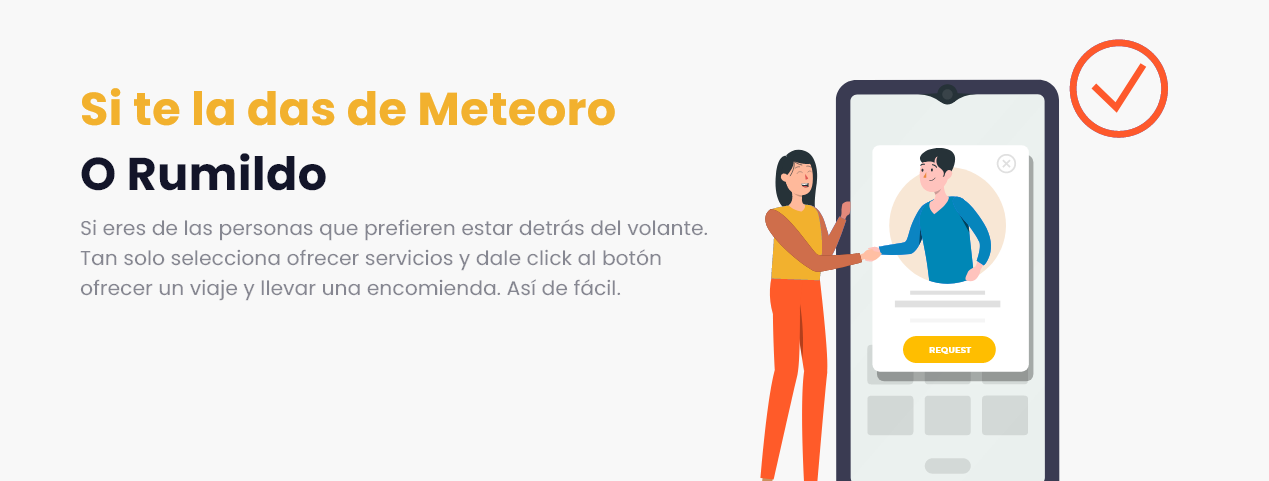 Si te la das de Meteoro
O Rumildo
Si eres de las personas que prefieren estar detrás del volante.
Tan solo selecciona ofrecer servicios y dale click al botón
ofrecer un viaje y llevar una encomienda. Así de fácil.
REQUEST